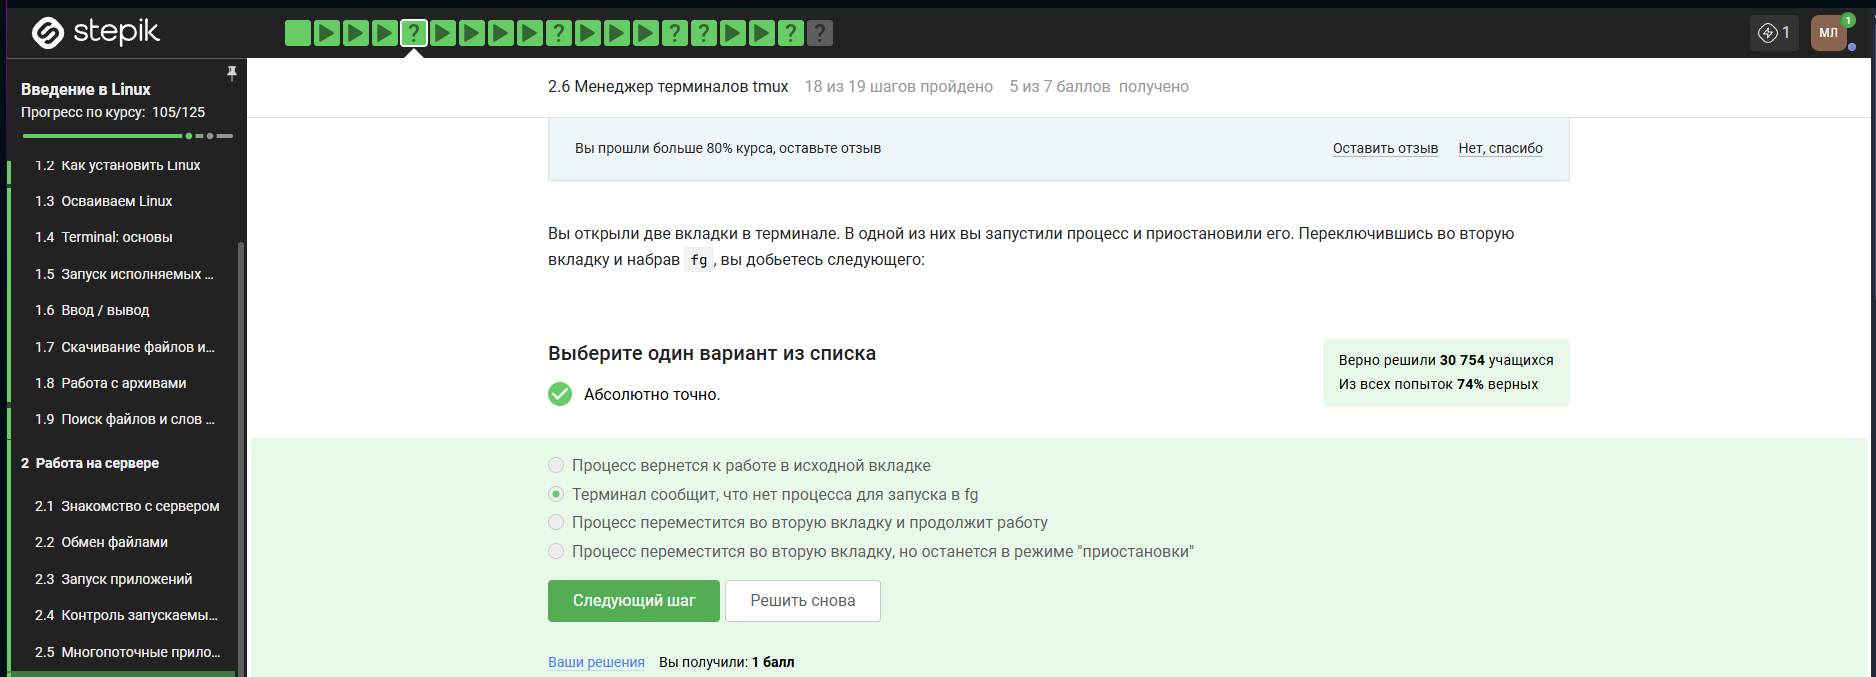 stepik
?
?
?
?
?
?
1
МЛ
1
Введение в Linux
Прогресс по курсу: 105/125
1.2 Как установить Linux
1.3 Осваиваем Linux
1.4 Terminal: основы
1.5 Запуск исполняемых ...
1.6 Ввод / вывод
1.7 Скачивание файлов и...
1.8 Работа с архивами
1.9 Поиск файлов и слов ...
2 Работа на сервере
2.1 Знакомство с сервером
2.2 Обмен файлами
2.3 Запуск приложений
2.4 Контроль запускаемы...
2.5 Многопоточные прило...
2.6 Менеджер терминалов tmux 18 из 19 шагов пройдено 5 из 7 баллов получено
Вы прошли больше 80% курса, оставьте отзыв Оставить отзыв Нет, спасибо
Вы открыли две вкладки в терминале. В одной из них вы запустили процесс и приостановили его. Переключившись во вторую
вкладку и набрав fg , вы добьетесь следующего:
Выберите один вариант из списка
Абсолютно точно.
Верно решили 30 754 учащихся
Из всех попыток 74% верных
Процесс вернется к работе в исходной вкладке
Терминал сообщит, что нет процесса для запуска в fg
Процесс переместится во вторую вкладку и продолжит работу
Процесс переместится во вторую вкладку, но останется в режиме "приостановки"
Следующий шаг Решить снова
Ваши решения Вы получили: 1 балл